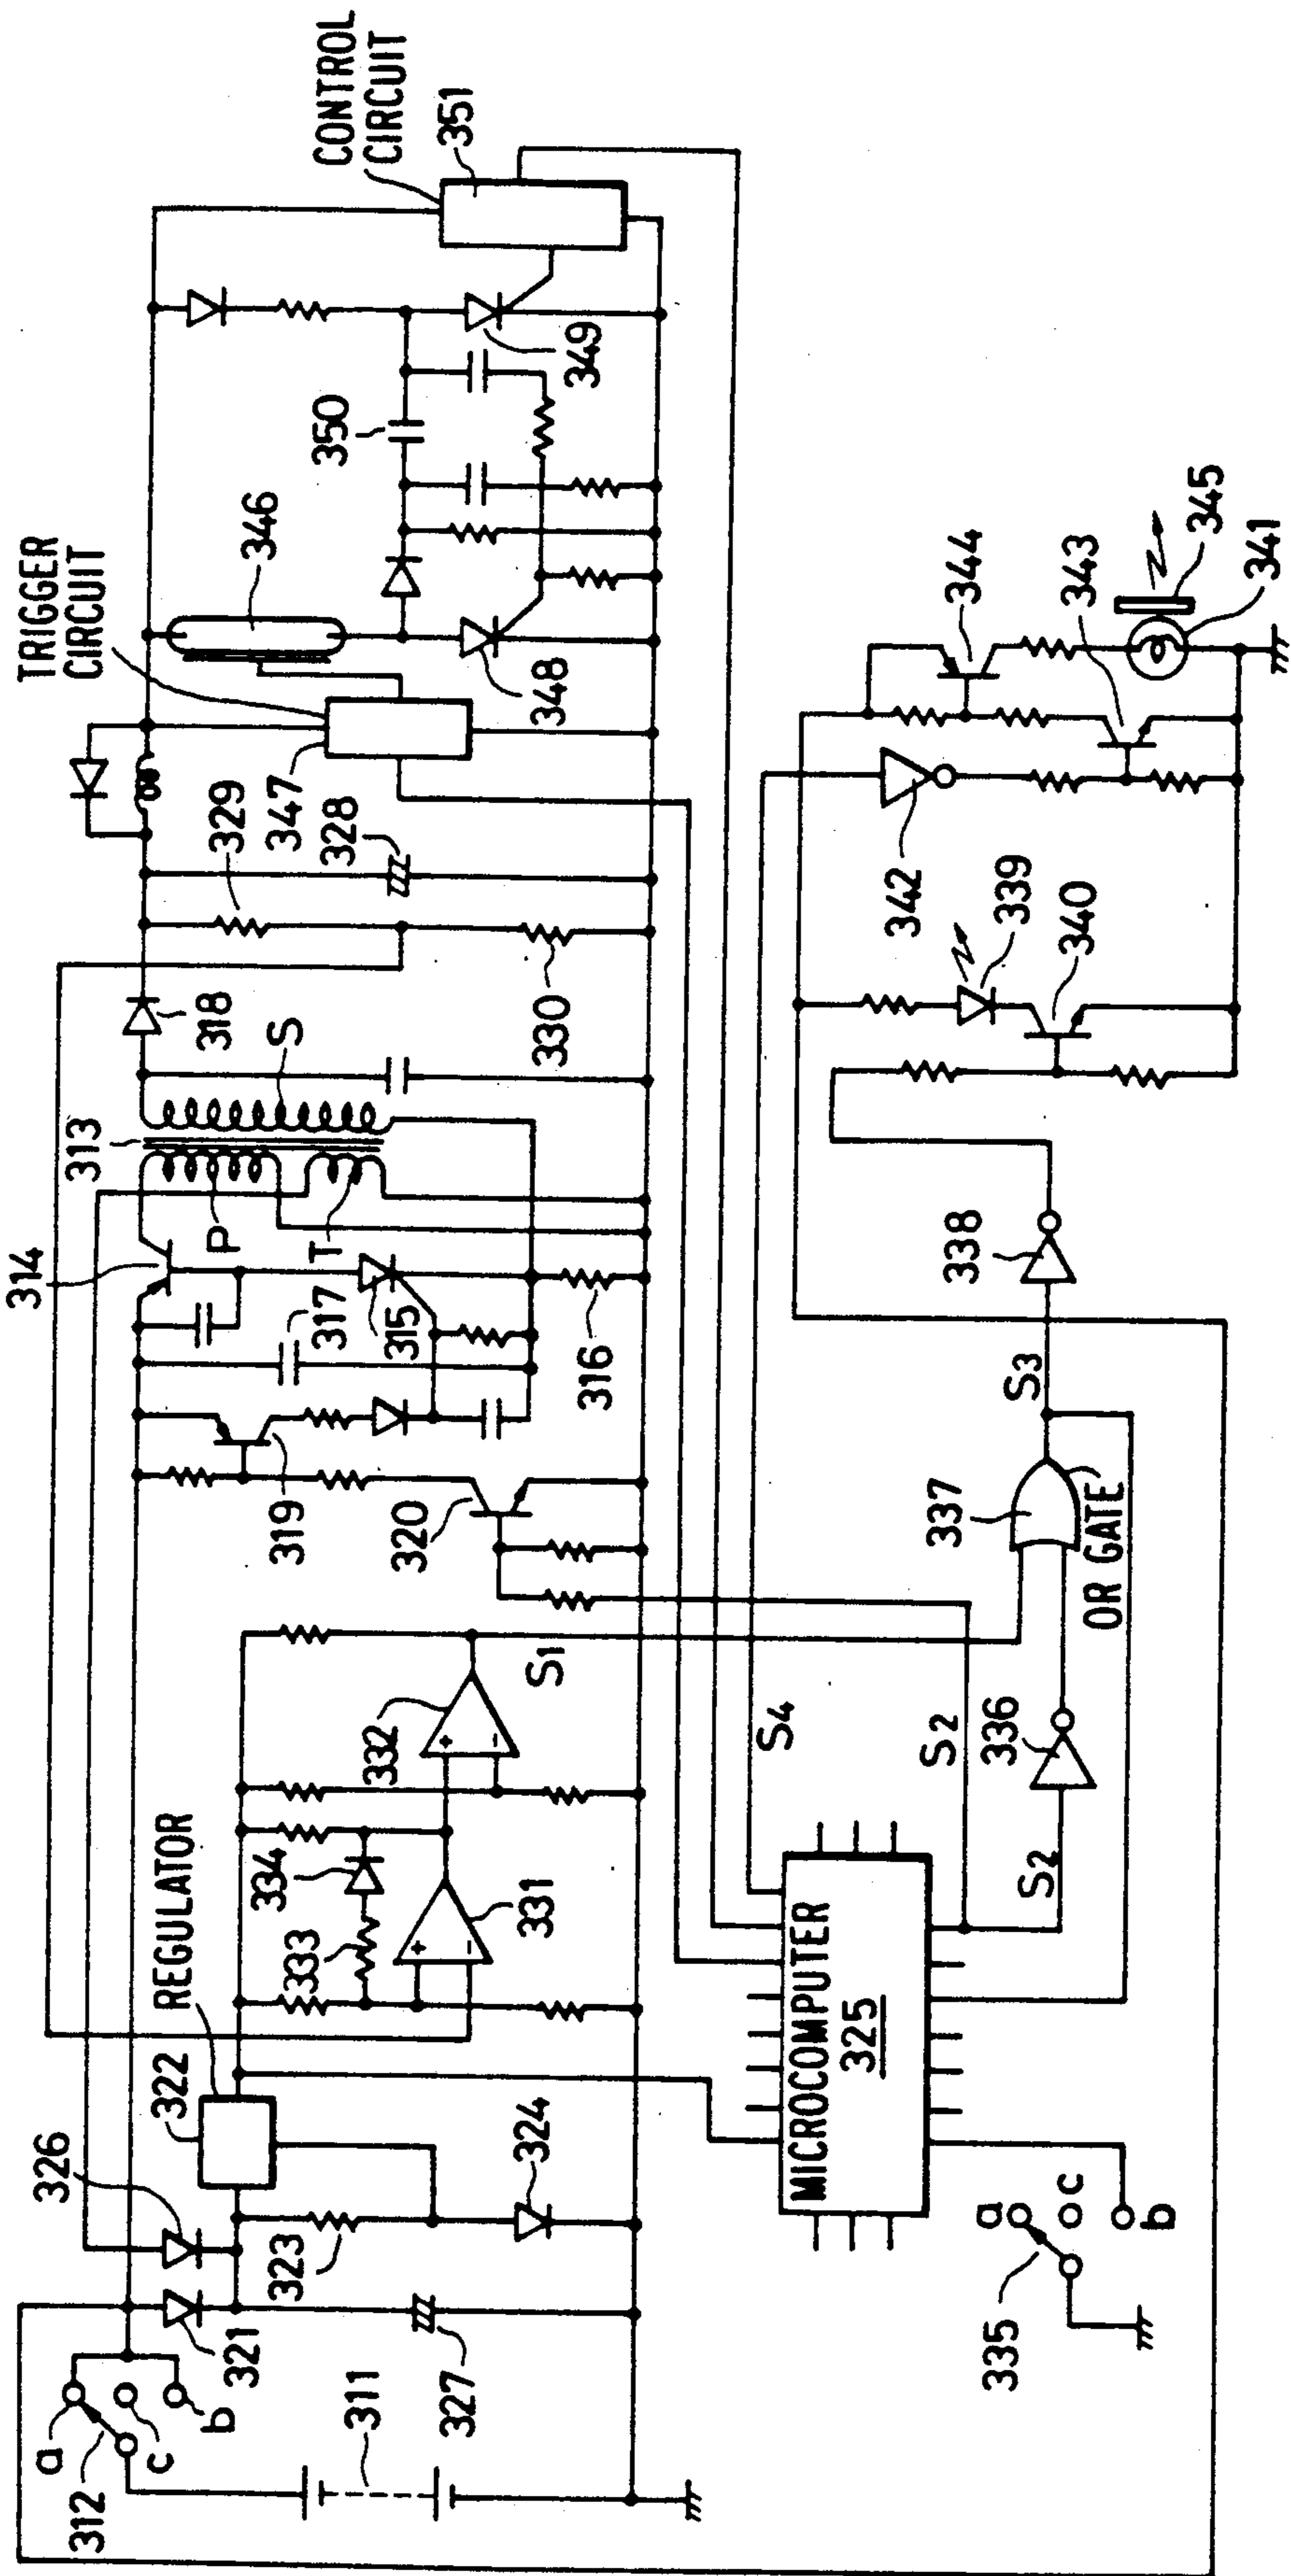 a
c
b
312
311
321
327
326
322
REGULATOR
323
324
333
334
331
332
S1
319
320
314
317
315
316
P
T
313
S
318
329
330
328
347
TRIGGER
CIRCUIT
346
348
350
349
CONTROL
CIRCUIT
351
335
a
c
b
MICROCOMPUTER
325
S4
S2
S2
336
337
OR GATE
S3
338
342
339
340
344
343
345
341